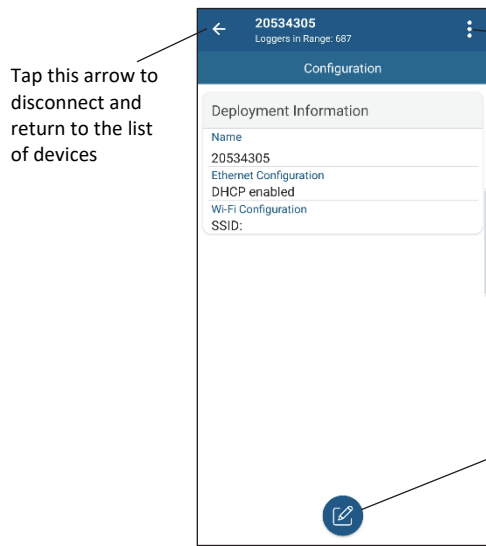 20534305
Loggers in Range: 687
Configuration
Tap this arrow to
disconnect and
return to the list
of devices
Deployment Information
Name
20534305
Ethernet Configuration
DHCP enabled
Wi-Fi Configuration
SSID: